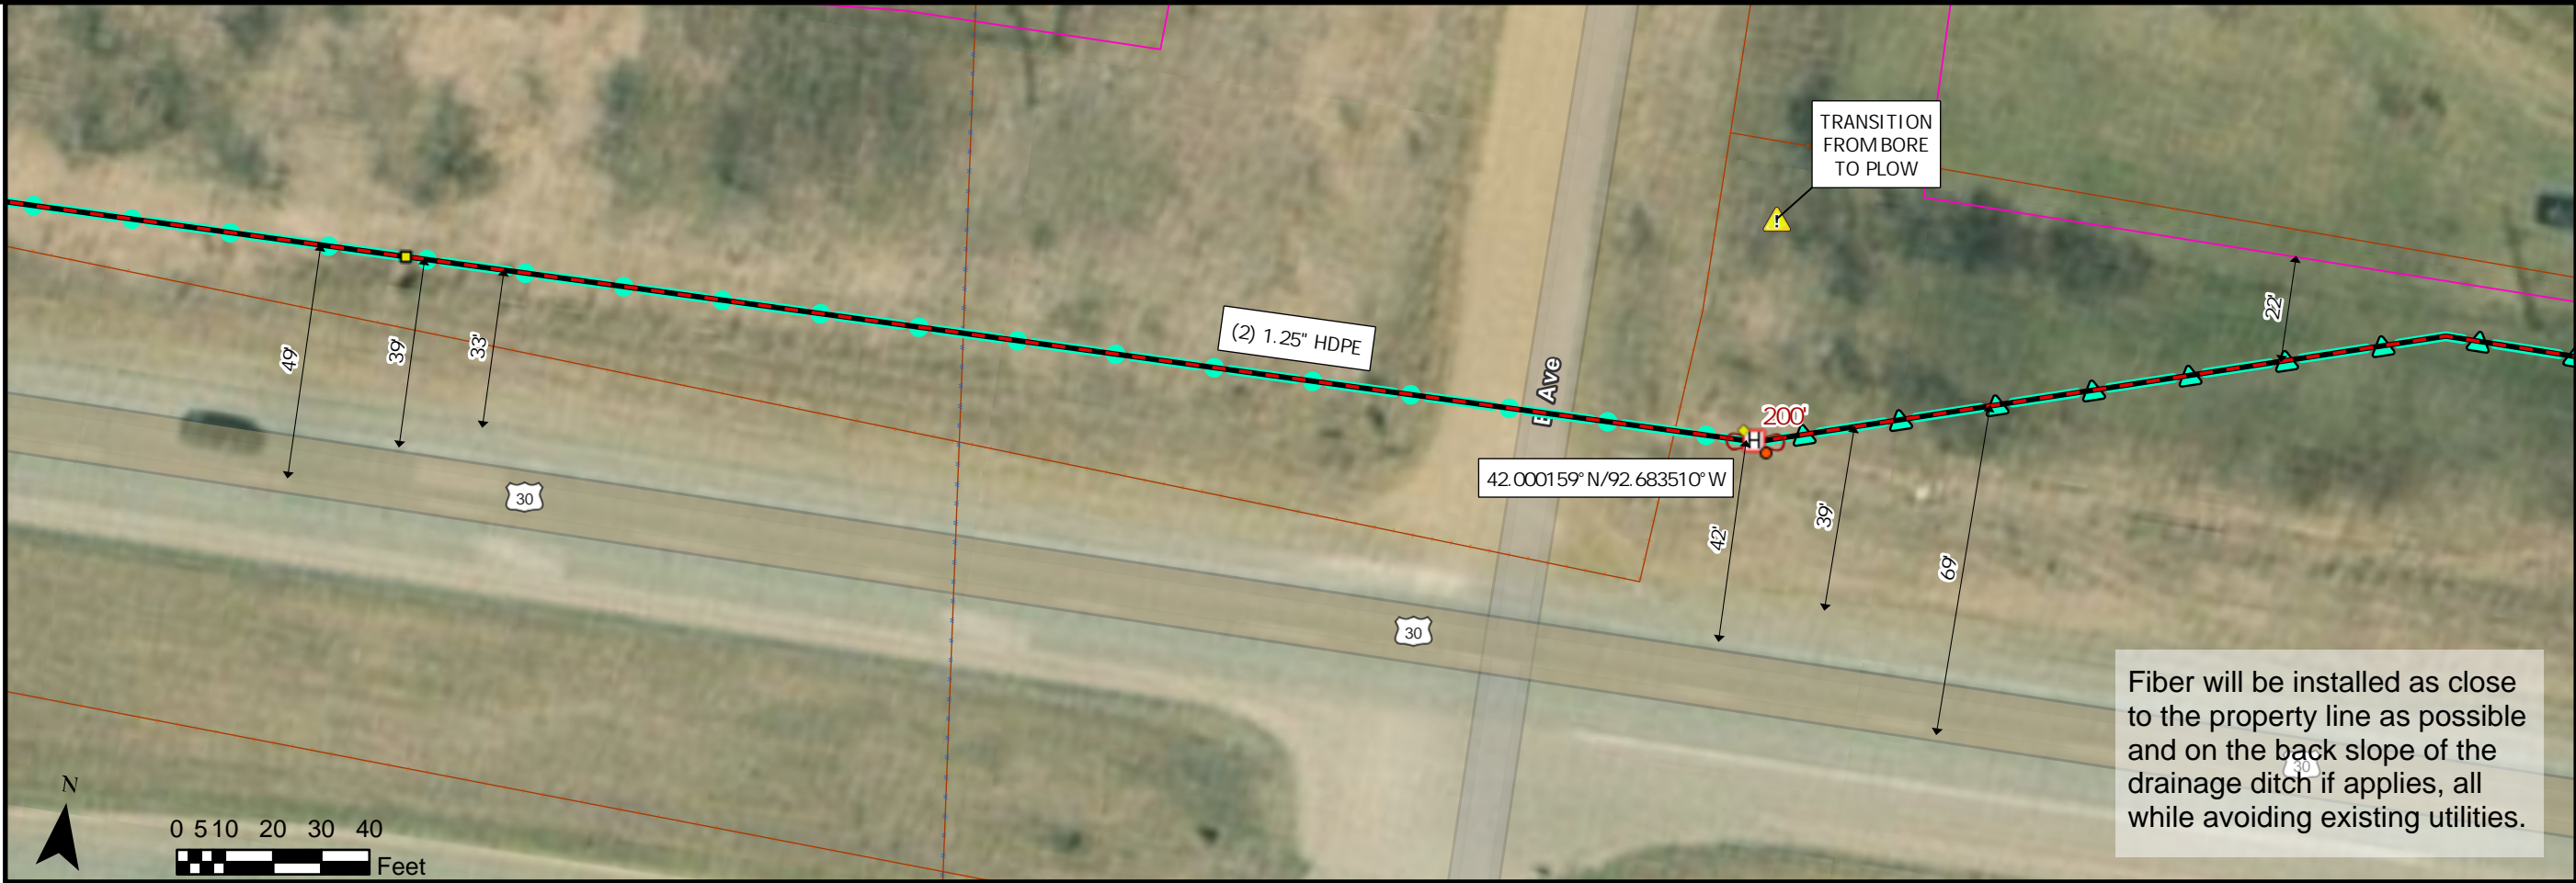 TRANSITION
FROM BORE
TO PLOW
22'
49'
39'
33'
(2) 1.25" HDPE
E Ave
200'
42.000159° N/92.683510° W
30
42'
39'
69'
30
30
Fiber will be installed as close
to the property line as possible
and on the back slope of the
drainage ditch if applies, all
while avoiding existing utilities.
H
N
0 5 10 20 30 40
Feet